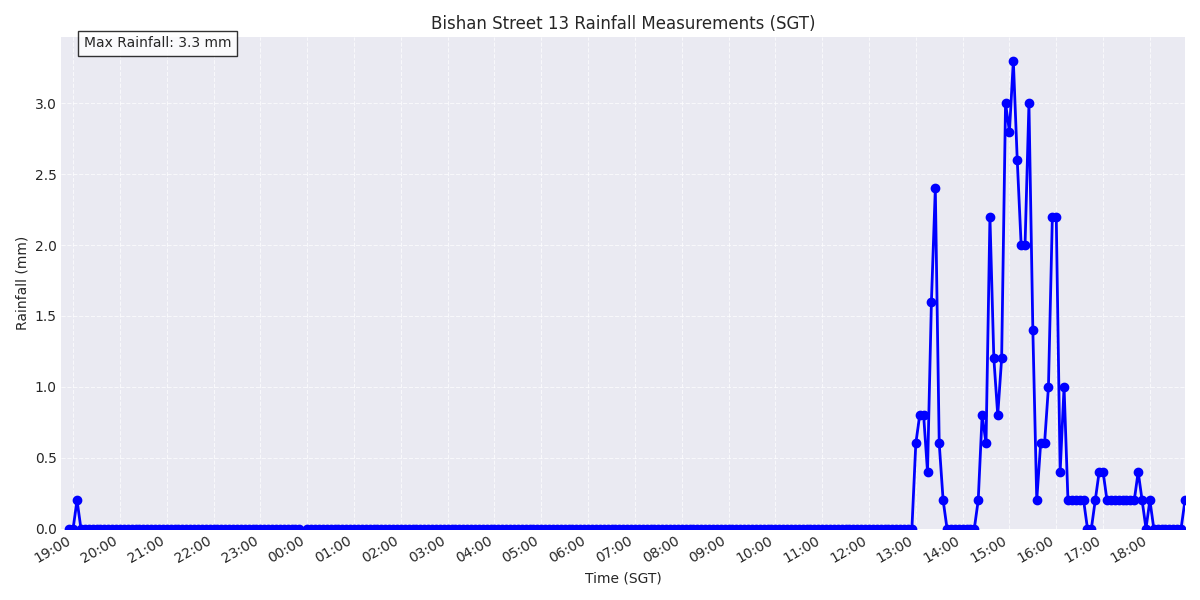 Bishan Street 13 Rainfall Measurements (SGT)
Max Rainfall: 3.3 mm
Rainfall (mm)
3.0
2.5
2.0
1.5
1.0
0.5
0.0
19:00 20:00 21:00 22:00 23:00 00:00 01:00 02:00 03:00 04:00 05:00 06:00 07:00 08:00 09:00 10:00 11:00 12:00 13:00 14:00 15:00 16:00 17:00 18:00
Time (SGT)